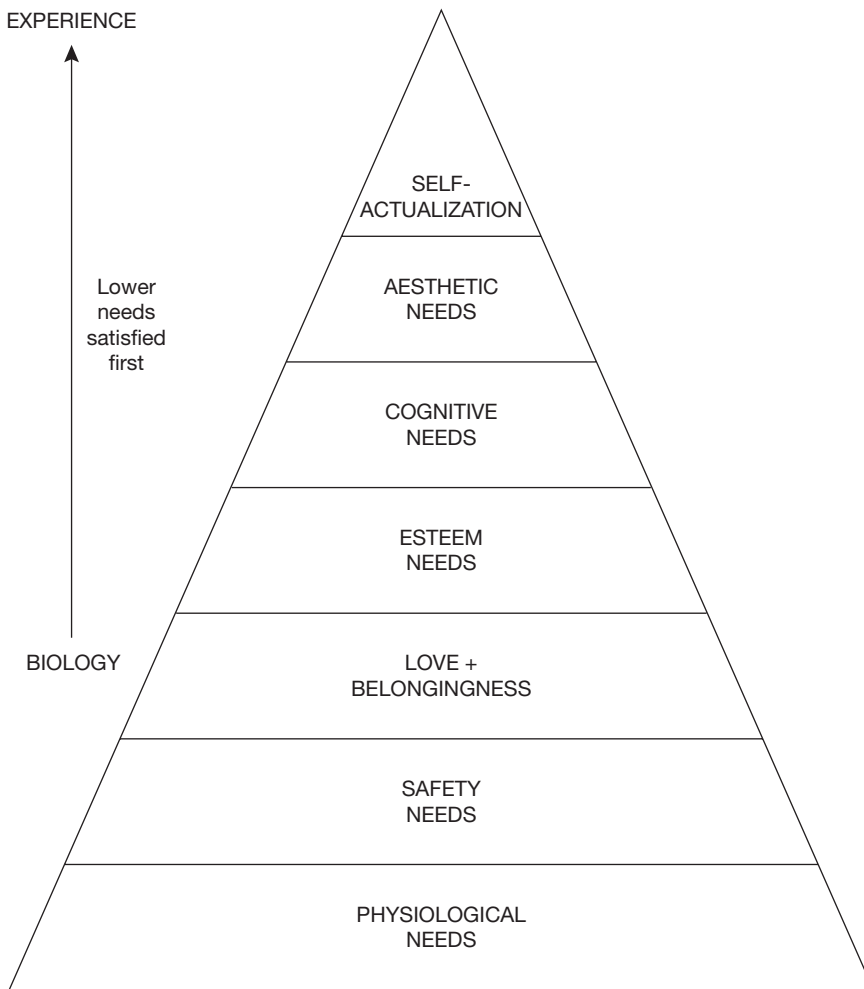 EXPERIENCE
SELF-
ACTUALIZATION
AESTHETIC
NEEDS
Lower
needs
satisfied
first
COGNITIVE
NEEDS
ESTEEM
NEEDS
BIOLOGY
LOVE +
BELONGINGNESS
SAFETY
NEEDS
PHYSIOLOGICAL
NEEDS